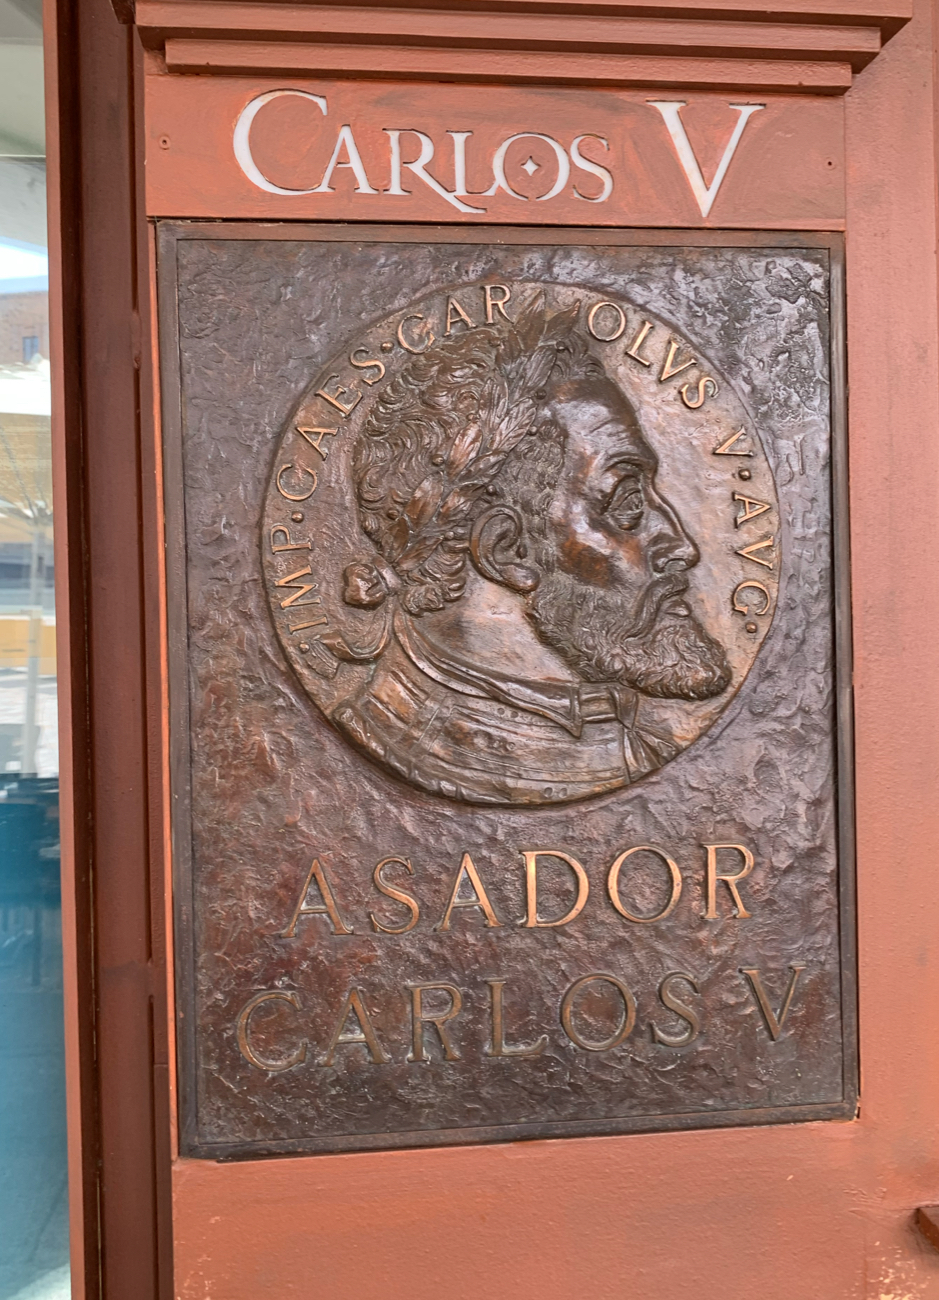 CARLOS V
·IMP·CAES·CAROLVS V·AVG·
ASADOR
CARLOS V